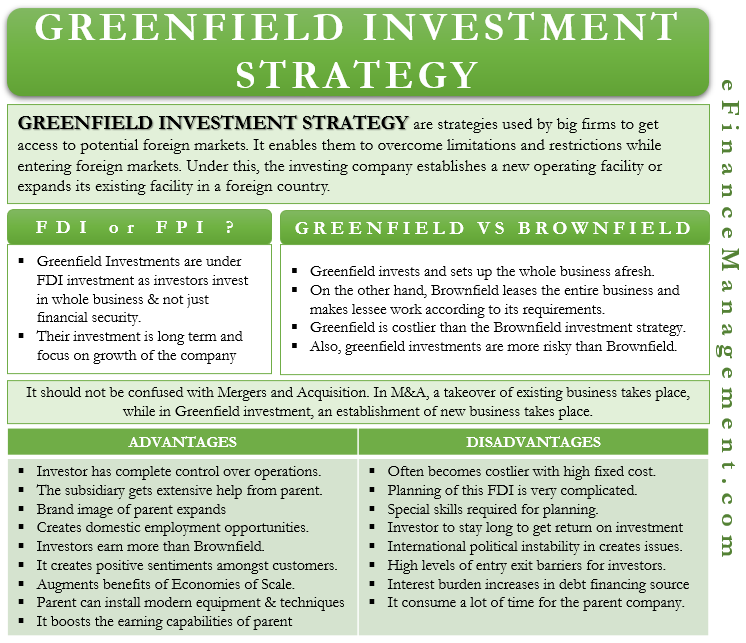 GREENFIELD INVESTMENT
STRATEGY
GREENFIELD INVESTMENT STRATEGY are strategies used by big firms to get
access to potential foreign markets. It enables them to overcome limitations and restrictions while
entering foreign markets. Under this, the investing company establishes a new operating facility or
expands its existing facility in a foreign country.
FDI or FPI ?
▪ Greenfield Investments are under
FDI investment as investors invest
in whole business & not just
financial security.
▪ Their investment is long term and
focus on growth of the company
GREENFIELD VS BROWNFIELD
▪ Greenfield invests and sets up the whole business afresh.
▪ On the other hand, Brownfield leases the entire business and
makes lessee work according to its requirements.
▪ Greenfield is costlier than the Brownfield investment strategy.
▪ Also, greenfield investments are more risky than Brownfield.
It should not be confused with Mergers and Acquisition. In M&A, a takeover of existing business takes place,
while in Greenfield investment, an establishment of new business takes place.
ADVANTAGES
▪ Investor has complete control over operations.
▪ The subsidiary gets extensive help from parent.
▪ Brand image of parent expands
▪ Creates domestic employment opportunities.
▪ Investors earn more than Brownfield.
▪ It creates positive sentiments amongst customers.
▪ Augments benefits of Economies of Scale.
▪ Parent can install modern equipment & techniques
▪ It boosts the earning capabilities of parent
DISADVANTAGES
▪ Often becomes costlier with high fixed cost.
▪ Planning of this FDI is very complicated.
▪ Special skills required for planning.
▪ Investor to stay long to get return on investment
▪ International political instability in creates issues.
▪ High levels of entry exit barriers for investors.
▪ Interest burden increases in debt financing source
▪ It consume a lot of time for the parent company.
eFinanceManagement.com